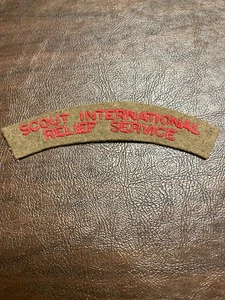 SCOUT INTERNATIONAL
RELIEF SERVICE